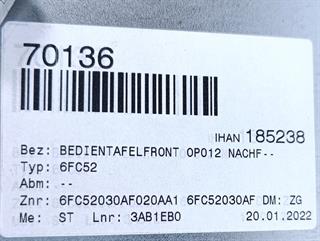 70136
IHAN 185238
Bez: BEDIENTAFELFRONT OP012 NACHF--
Typ: 6FC52
Abm: --
Znr: 6FC52030AF020AA1 6FC52030AF DM: ZG
Me: ST Lnr: 3AB1EB0 20.01.2022